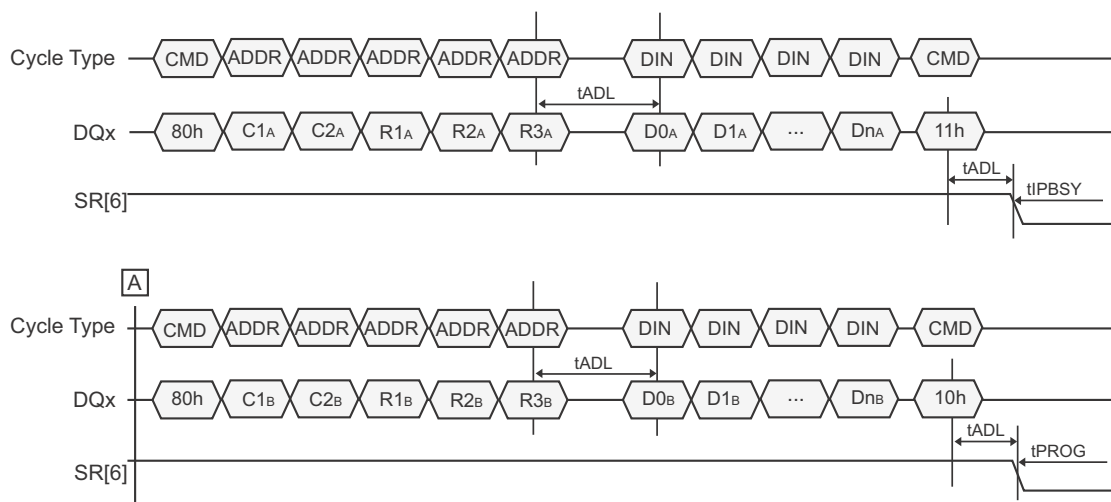 Cycle Type CMD ADDR ADDR ADDR ADDR ADDR DIN DIN DIN DIN CMD
tADL
DQx 80h C1A C2A R1A R2A R3A D0A D1A ... DnA 11h
tADL
SR[6] tIPBSY
A
Cycle Type CMD ADDR ADDR ADDR ADDR ADDR DIN DIN DIN DIN CMD
tADL
DQx 80h C1B C2B R1B R2B R3B D0B D1B ... DnB 10h
tADL
SR[6] tPROG